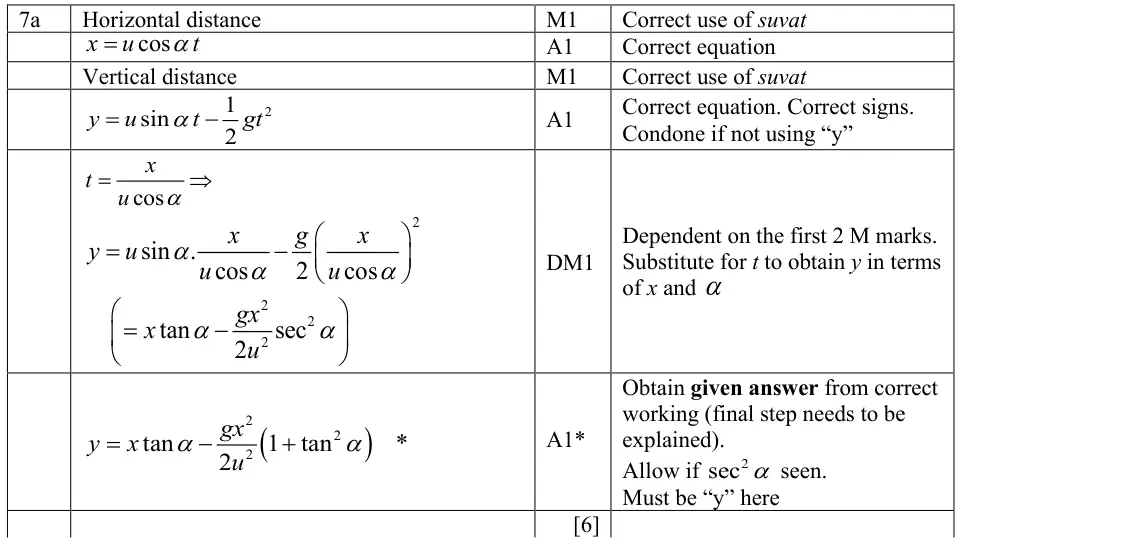 7a Horizontal distance M1 Correct use of suvat
x = u cos α t A1 Correct equation
Vertical distance M1 Correct use of suvat
y = u sin α t − 1/2 gt² A1 Correct equation. Correct signs.
Condone if not using “y”
t = x/(u cos α) ⇒
y = u sin α. x/(u cos α) − g/2 (x/(u cos α))² DM1 Dependent on the first 2 M marks.
Substitute for t to obtain y in terms
of x and α
(= x tan α − gx²/2u² sec² α)
y = x tan α − gx²/2u² (1 + tan² α) * A1* Obtain given answer from correct
working (final step needs to be
explained).
Allow if sec² α seen.
Must be “y” here
[6]